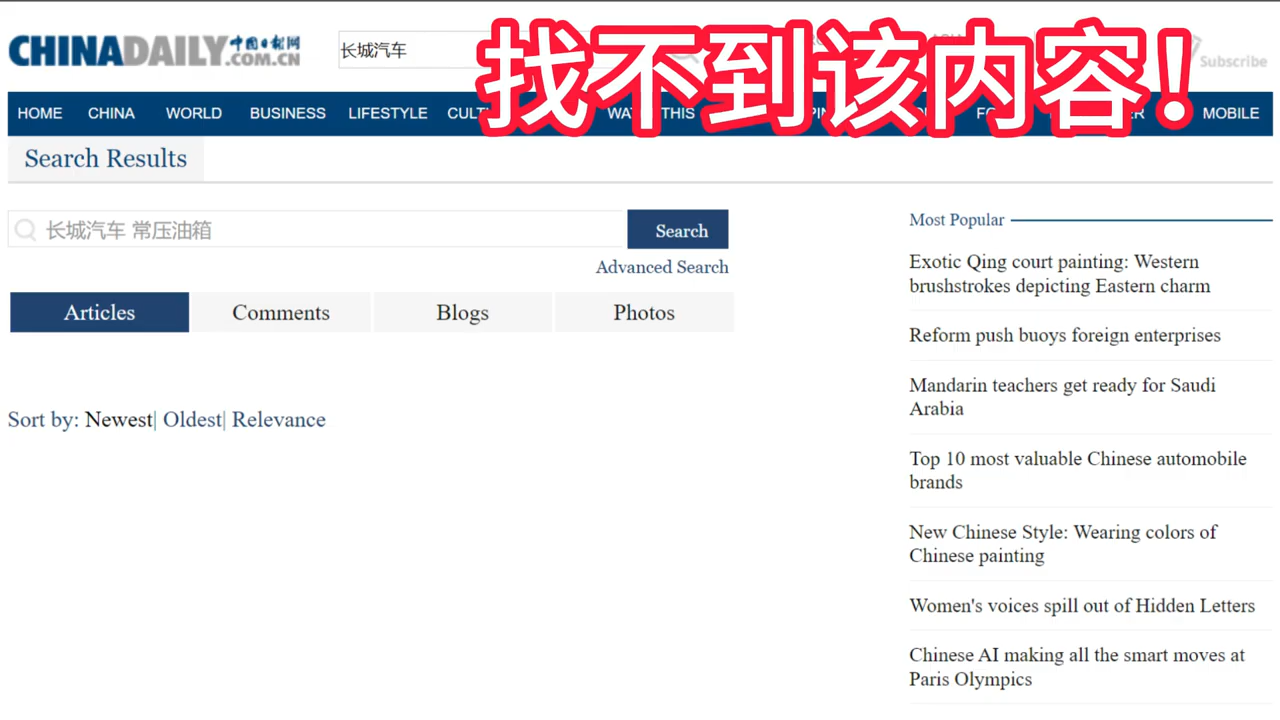 CHINADAILY.COM.CN 中国日报网
长城汽车
找不到该内容!
Subscribe
HOME CHINA WORLD BUSINESS LIFESTYLE MOBILE
Search Results
长城汽车 常压油箱
Search
Advanced Search
Articles Comments Blogs Photos
Sort by: Newest| Oldest| Relevance
Most Popular
Exotic Qing court painting: Western
brushstrokes depicting Eastern charm
Reform push buoys foreign enterprises
Mandarin teachers get ready for Saudi
Arabia
Top 10 most valuable Chinese automobile
brands
New Chinese Style: Wearing colors of
Chinese painting
Women's voices spill out of Hidden Letters
Chinese AI making all the smart moves at
Paris Olympics